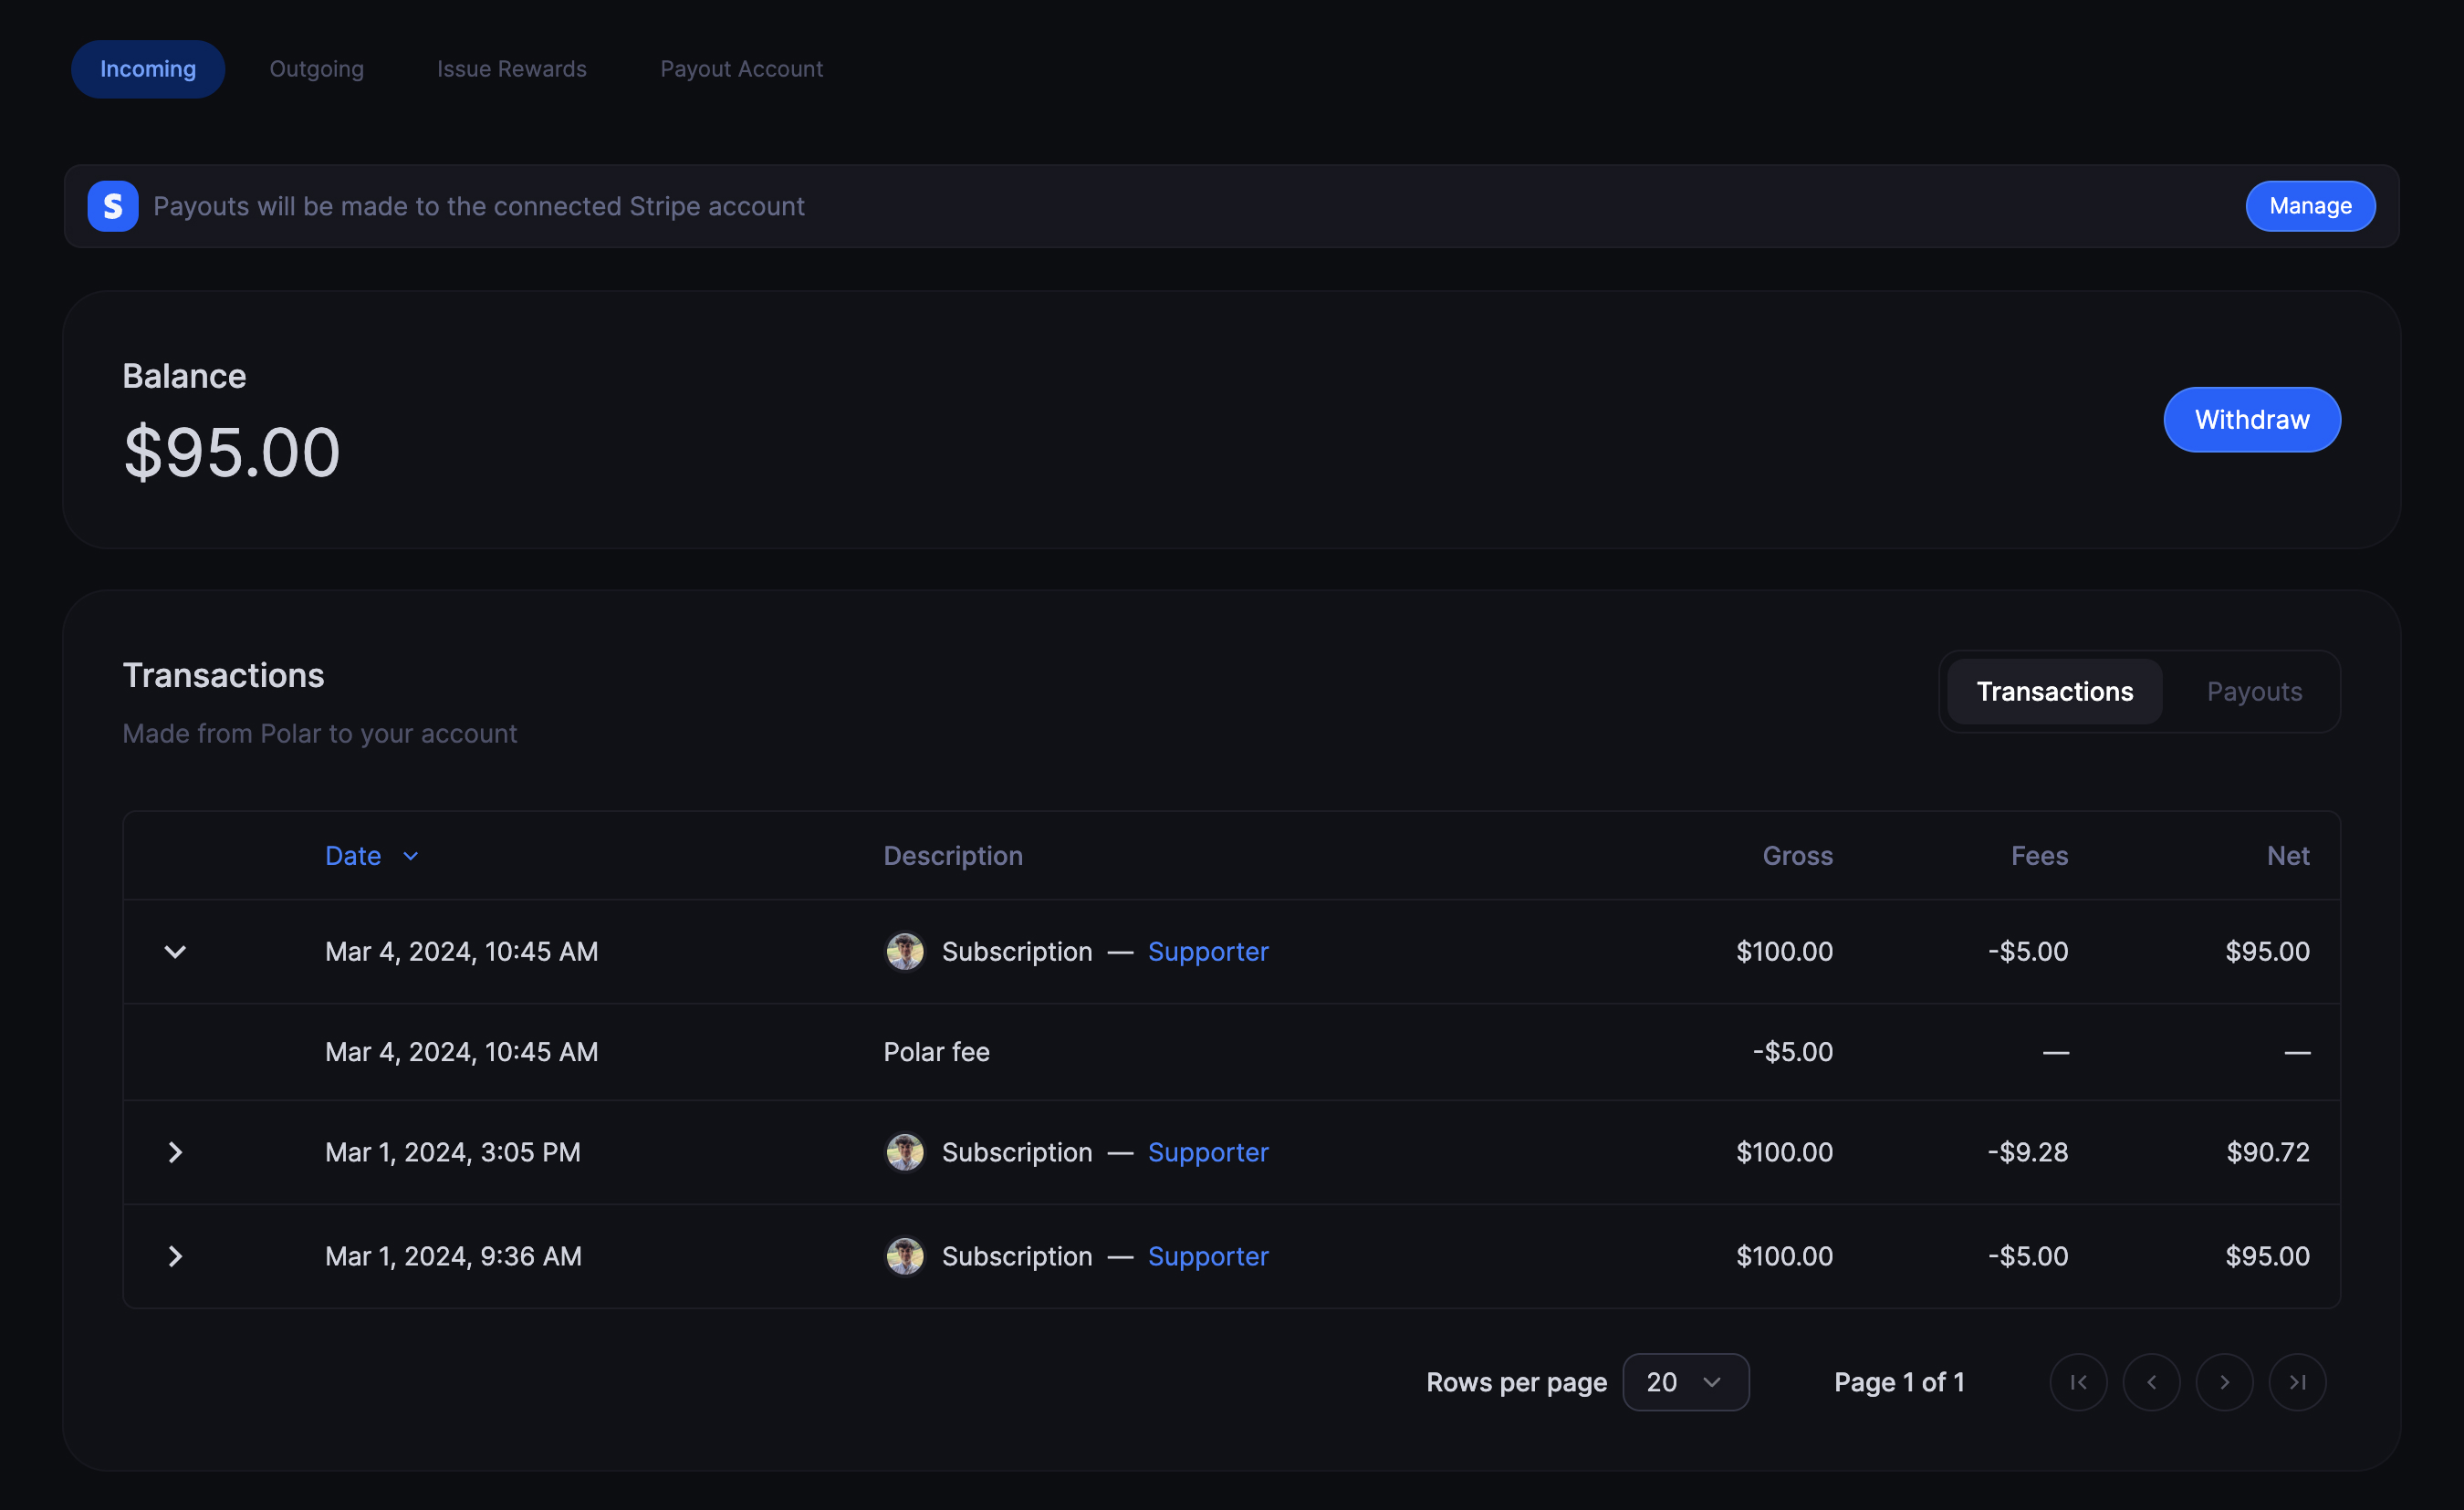 Incoming Outgoing Issue Rewards Payout Account
S Payouts will be made to the connected Stripe account Manage
Balance
$95.00
Withdraw
Transactions
Made from Polar to your account
Transactions Payouts
Date Description Gross Fees Net
Mar 4, 2024, 10:45 AM Subscription — Supporter $100.00 -$5.00 $95.00
Mar 4, 2024, 10:45 AM Polar fee -$5.00 — —
Mar 1, 2024, 3:05 PM Subscription — Supporter $100.00 -$9.28 $90.72
Mar 1, 2024, 9:36 AM Subscription — Supporter $100.00 -$5.00 $95.00
Rows per page 20 Page 1 of 1